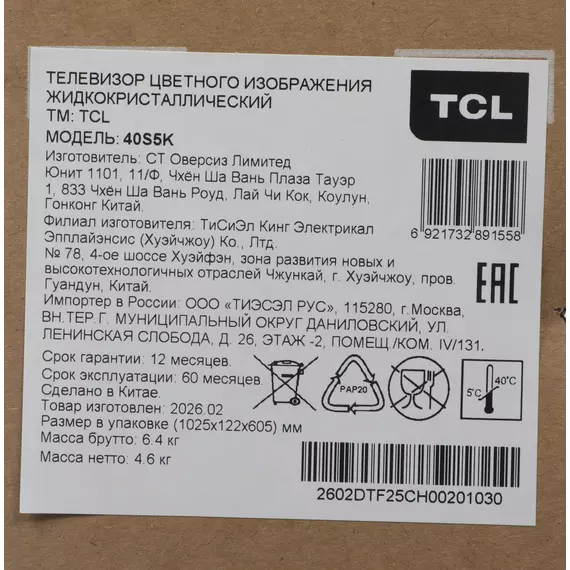 ТЕЛЕВИЗОР ЦВЕТНОГО ИЗОБРАЖЕНИЯ
ЖИДКОКРИСТАЛЛИЧЕСКИЙ
ТМ: TCL
МОДЕЛЬ: 40S5K
TCL
Изготовитель: СТ Оверсиз Лимитед
Юнит 1101, 11/Ф, Чхён Ша Вань Плаза Тауэр
1, 833 Чхён Ша Вань Роуд, Лай Чи Кок, Коулун,
Гонконг Китай.
6 921732 891558
Филиал изготовителя: ТиСиЭл Кинг Электрикал
Эпплайэнсис (Хуэйчжоу) Ко., Лтд.
№ 78, 4-ое шоссе Хуэйфэн, зона развития новых и
высокотехнологичных отраслей Чжункай, г. Хуэйчжоу, пров.
Гуандун, Китай.
EAC
Импортер в России: ООО «ТИЭСЭЛ РУС», 115280, г.Москва,
ВН.ТЕР.Г. МУНИЦИПАЛЬНЫЙ ОКРУГ ДАНИЛОВСКИЙ, УЛ.
ЛЕНИНСКАЯ СЛОБОДА, Д. 26, ЭТАЖ -2, ПОМЕЩ./КОМ. IV/131.
Срок гарантии: 12 месяцев.
Срок эксплуатации: 60 месяцев.
Сделано в Китае.
Товар изготовлен: 2026.02
Размер в упаковке (1025x122x605) мм
Масса брутто: 6.4 кг
Масса нетто: 4.6 кг
PAP20
5°C
40°C
2602DTF25CH00201030